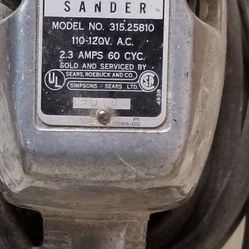 SANDER
MODEL NO. 315.25810
110-120V. A.C.
2.3 AMPS 60 CYC.
SOLD AND SERVICED BY
SEARS, ROEBUCK AND CO.
SIMPSONS - SEARS LTD.
UL